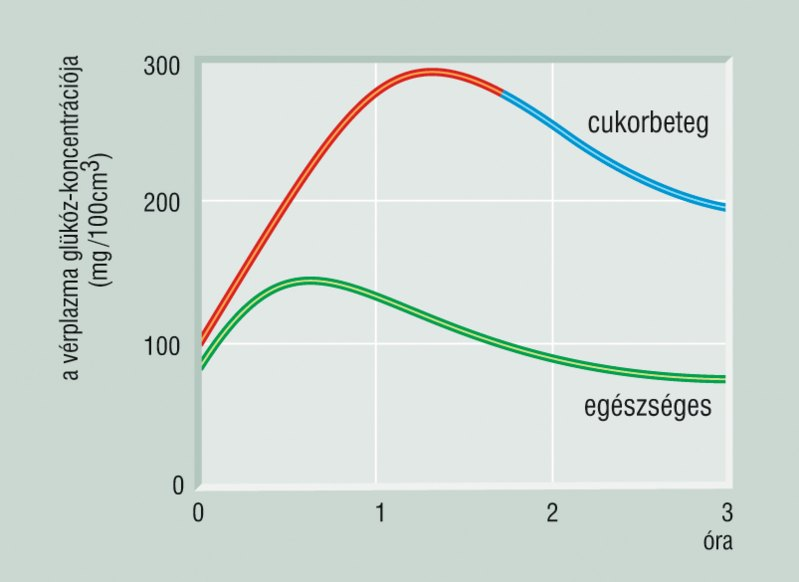 a vérplazma glükóz-koncentrációja
(mg/100cm³)
300
200
100
0
cukorbeteg
egészséges
0 1 2 3
óra